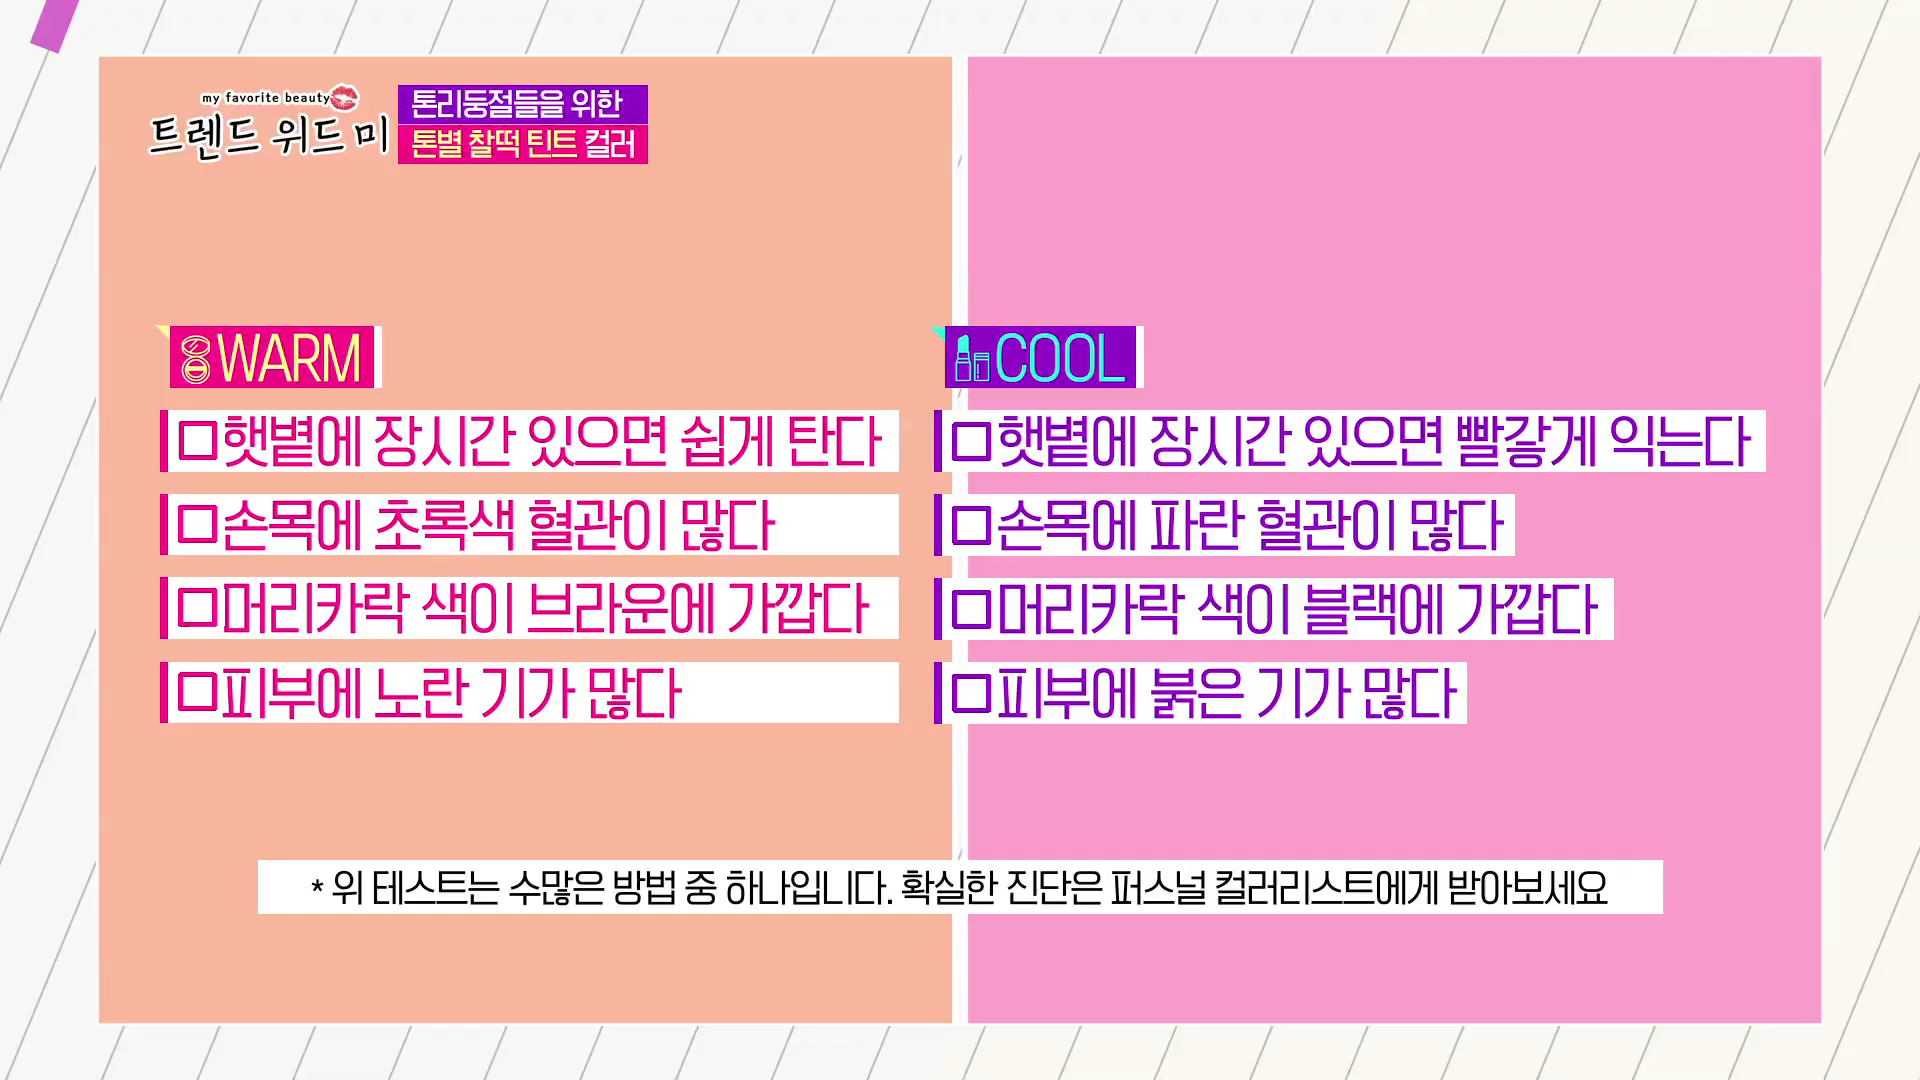 my favorite beauty
트렌드 위드 미
톤리둥절들을 위한
톤별 찰떡 틴트 컬러
WARM
□햇볕에 장시간 있으면 쉽게 탄다
□손목에 초록색 혈관이 많다
□머리카락 색이 브라운에 가깝다
□피부에 노란 기가 많다
COOL
□햇볕에 장시간 있으면 빨갛게 익는다
□손목에 파란 혈관이 많다
□머리카락 색이 블랙에 가깝다
□피부에 붉은 기가 많다
* 위 테스트는 수많은 방법 중 하나입니다. 확실한 진단은 퍼스널 컬러리스트에게 받아보세요